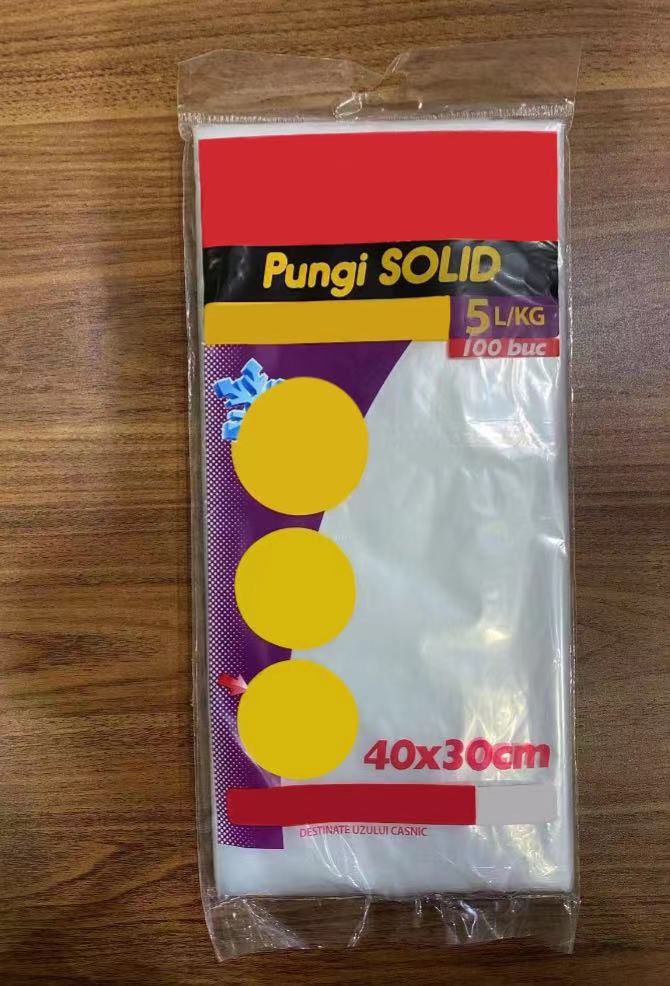 Pungi SOLID
5 L/KG
100 buc
40x30cm
DESTINATE UZULUI CASNIC